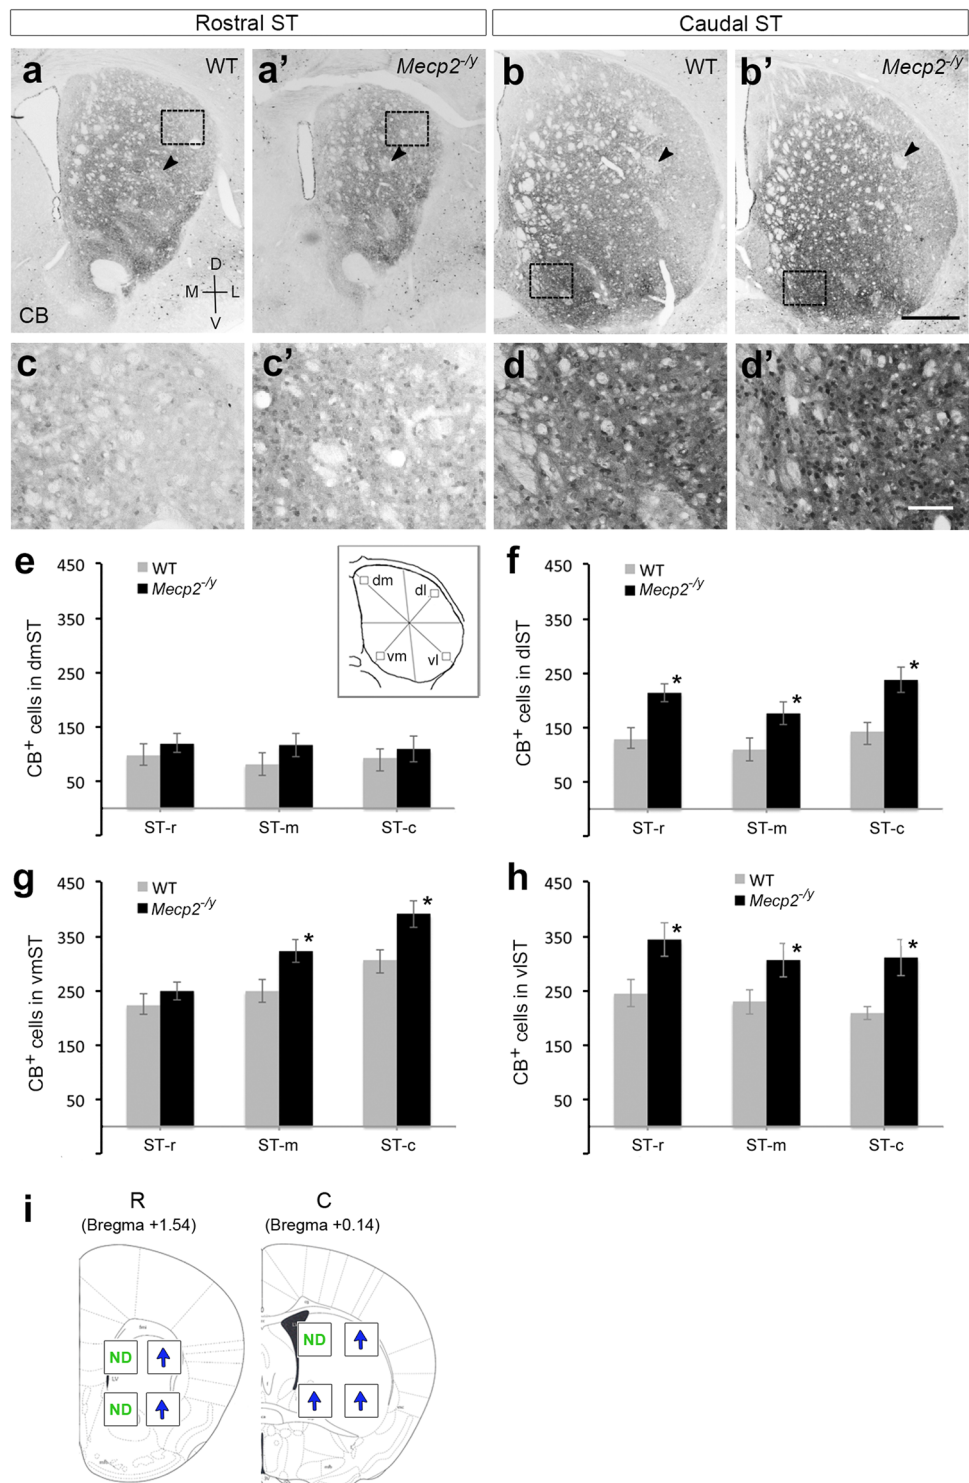 Rostral ST
Caudal ST
a WT
a’ Mecp2-/y
b WT
b’ Mecp2-/y
D
M L
V
CB
c
c’
d
d’
e
WT
Mecp2-/y
450
350
250
150
50
CB+ cells in dmST
ST-r ST-m ST-c
dm
dl
vm
vl
f
WT
Mecp2-/y
450
350
250
150
50
CB+ cells in dlST
ST-r ST-m ST-c
* * *
g
WT
Mecp2-/y
450
350
250
150
50
CB+ cells in vmST
ST-r ST-m ST-c
* *
h
WT
Mecp2-/y
450
350
250
150
50
CB+ cells in vlST
ST-r ST-m ST-c
* * *
i
R
(Bregma +1.54)
ND
LV
ND
C
(Bregma +0.14)
ND